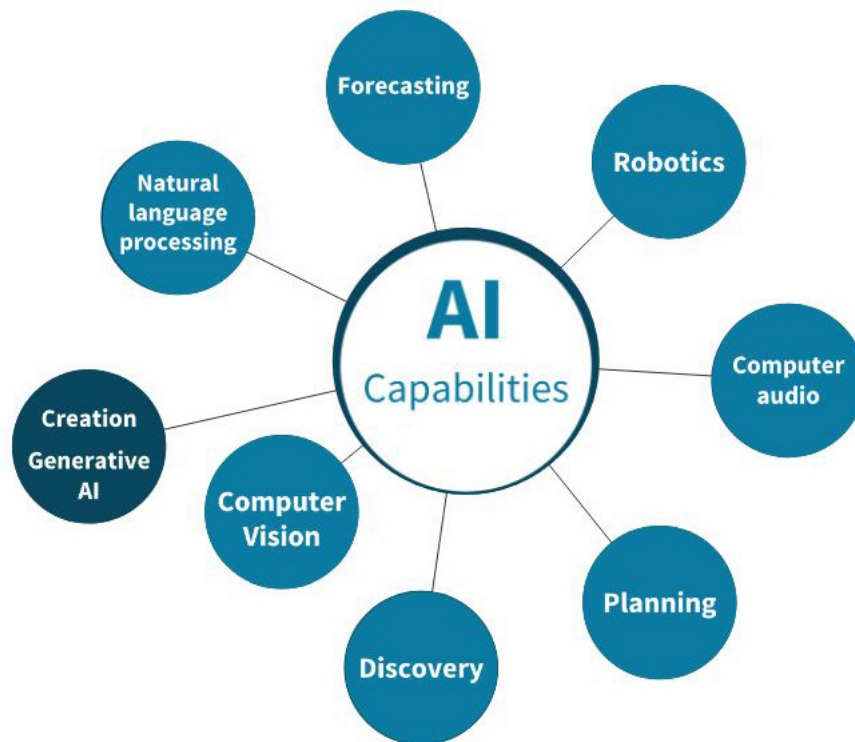 Forecasting
Robotics
Natural
language
processing
AI
Capabilities
Computer
audio
Creation
Generative
AI
Computer
Vision
Planning
Discovery